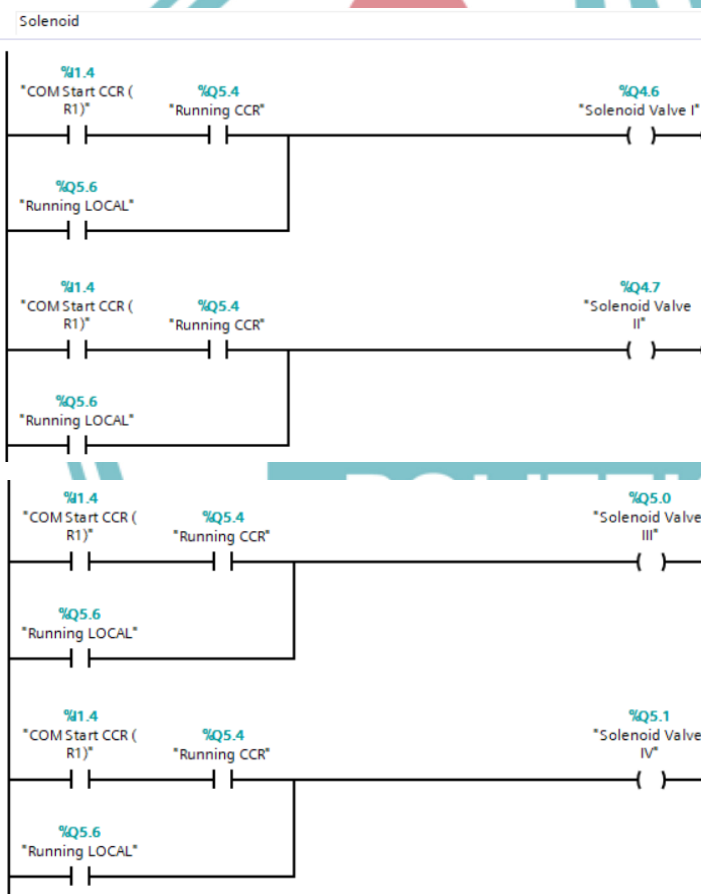 Solenoid
%I1.4
"COM Start CCR (
R1)"
%Q5.4
"Running CCR"
%Q4.6
"Solenoid Valve I"
%Q5.6
"Running LOCAL"
%I1.4
"COM Start CCR (
R1)"
%Q5.4
"Running CCR"
%Q4.7
"Solenoid Valve
II"
%Q5.6
"Running LOCAL"
%I1.4
"COM Start CCR (
R1)"
%Q5.4
"Running CCR"
%Q5.0
"Solenoid Valve
III"
%Q5.6
"Running LOCAL"
%I1.4
"COM Start CCR (
R1)"
%Q5.4
"Running CCR"
%Q5.1
"Solenoid Valve
IV"
%Q5.6
"Running LOCAL"